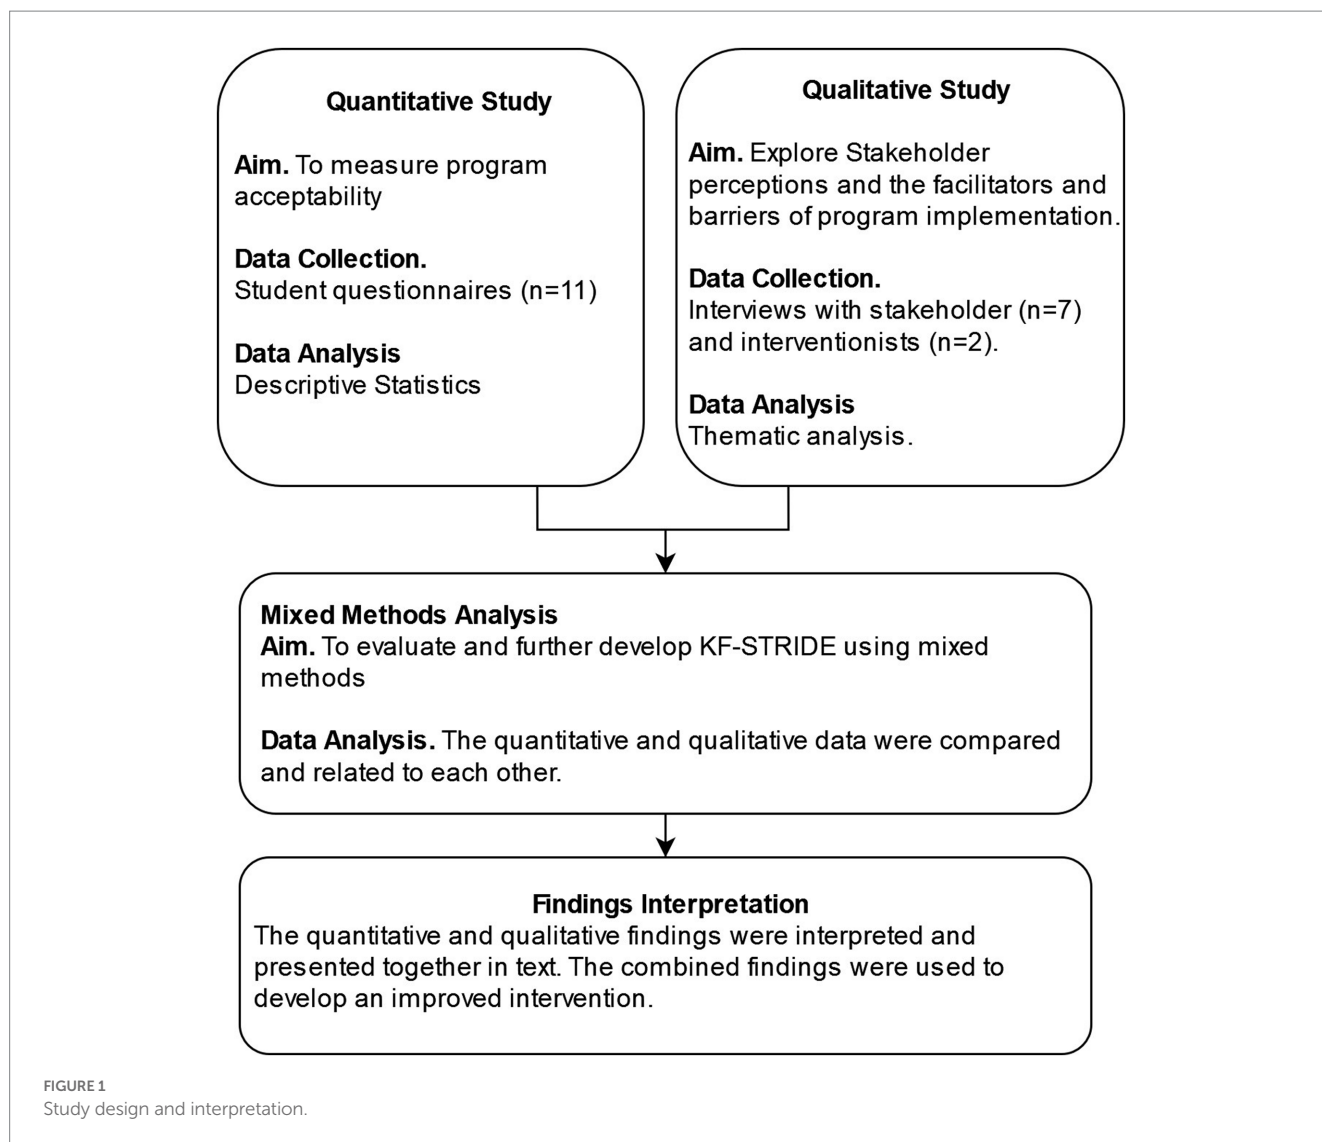 Quantitative Study
Aim. To measure program
acceptability
Data Collection.
Student questionnaires (n=11)
Data Analysis
Descriptive Statistics
Qualitative Study
Aim. Explore Stakeholder
perceptions and the facilitators and
barriers of program implementation.
Data Collection.
Interviews with stakeholder (n=7)
and interventionists (n=2).
Data Analysis
Thematic analysis.
Mixed Methods Analysis
Aim. To evaluate and further develop KF-STRIDE using mixed
methods
Data Analysis. The quantitative and qualitative data were compared
and related to each other.
Findings Interpretation
The quantitative and qualitative findings were interpreted and
presented together in text. The combined findings were used to
develop an improved intervention.
FIGURE 1
Study design and interpretation.